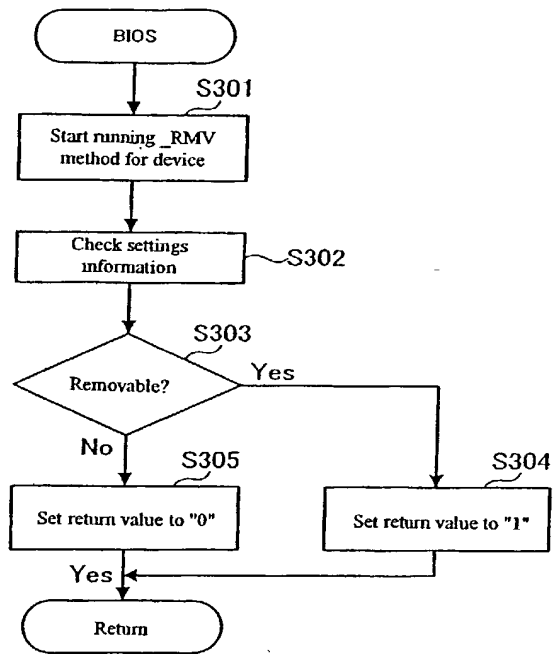 BIOS
S301
Start running _RMV
method for device
Check settings
information
S302
S303
Removable?
Yes
No
S305
S304
Set return value to "0"
Set return value to "1"
Yes
Return